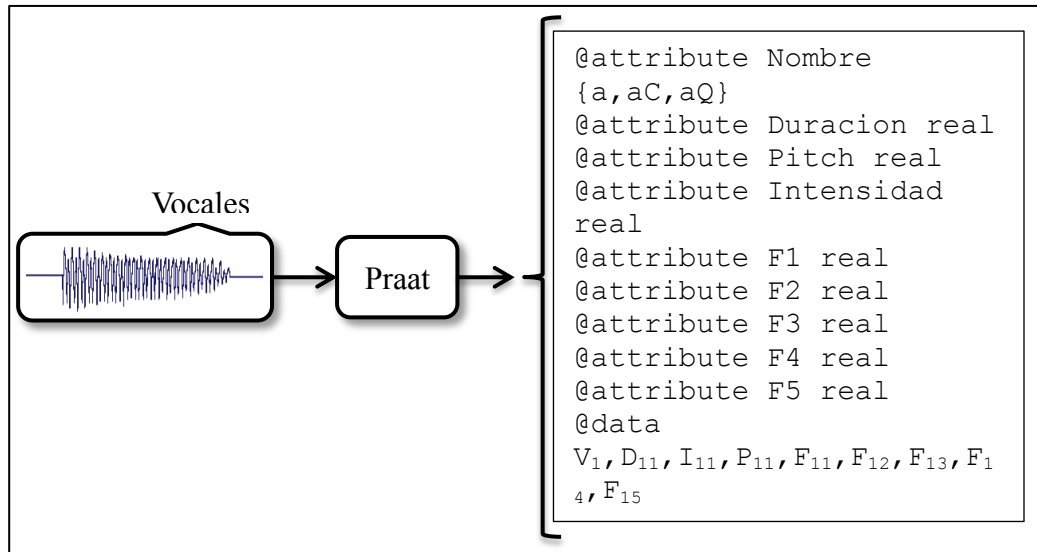 Vocales
Praat
@attribute Nombre
{a,aC,aQ}
@attribute Duracion real
@attribute Pitch real
@attribute Intensidad
real
@attribute F1 real
@attribute F2 real
@attribute F3 real
@attribute F4 real
@attribute F5 real
@data
V₁,D₁₁,I₁₁,P₁₁,F₁₁,F₁₂,F₁₃,F₁
₄,F₁₅